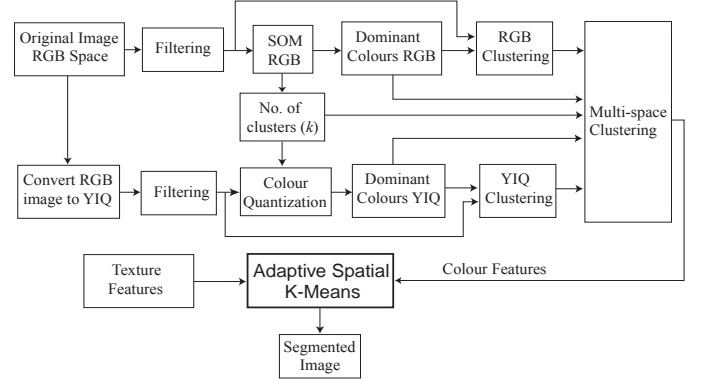 Original Image
RGB Space
Filtering
SOM
RGB
Dominant
Colours RGB
RGB
Clustering
No. of
clusters (k)
Multi-space
Clustering
Convert RGB
image to YIQ
Filtering
Colour
Quantization
Dominant
Colours YIQ
YIQ
Clustering
Texture
Features
Adaptive Spatial
K-Means
Colour Features
Segmented
Image